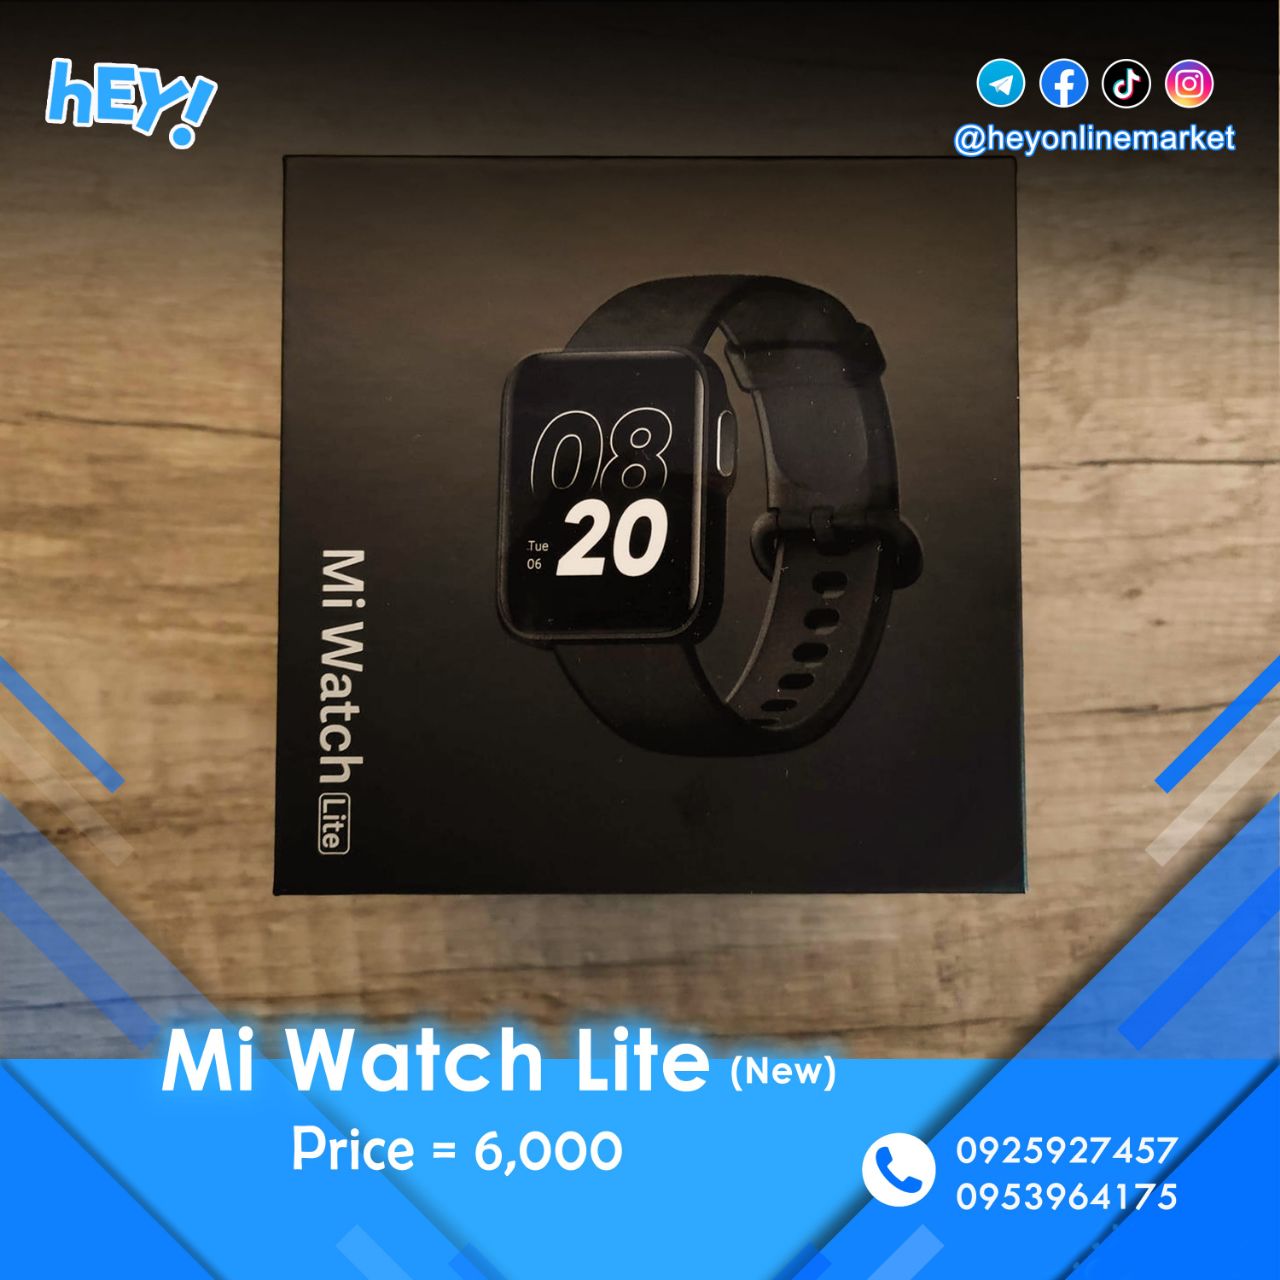 hEY!
@heyonlinemarket
08
20
Tue
06
Mi Watch Lite
Mi Watch Lite (New)
Price = 6,000
0925927457
0953964175